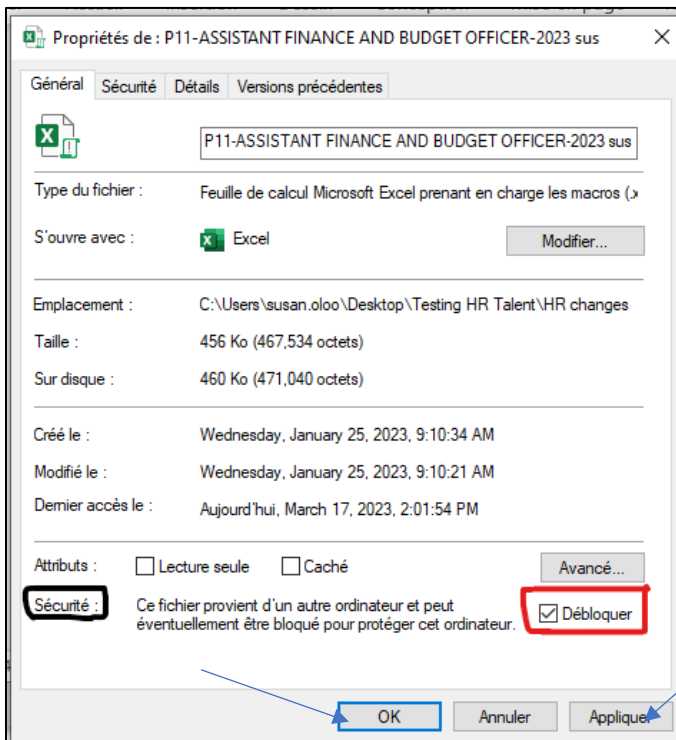 Propriétés de : P11-ASSISTANT FINANCE AND BUDGET OFFICER-2023 sus
Général Sécurité Détails Versions précédentes
P11-ASSISTANT FINANCE AND BUDGET OFFICER-2023 sus
Type du fichier : Feuille de calcul Microsoft Excel prenant en charge les macros (.x
S'ouvre avec : Excel Modifier...
Emplacement : C:\Users\susan.oloo\Desktop\Testing HR Talent\HR changes
Taille : 456 Ko (467,534 octets)
Sur disque : 460 Ko (471,040 octets)
Créé le : Wednesday, January 25, 2023, 9:10:34 AM
Modifié le : Wednesday, January 25, 2023, 9:10:21 AM
Dernier accès le : Aujourd'hui, March 17, 2023, 2:01:54 PM
Attributs : Lecture seule Caché Avancé...
Sécurité : Ce fichier provient d'un autre ordinateur et peut
éventuellement être bloqué pour protéger cet ordinateur. Débloquer
OK Annuler Appliquer